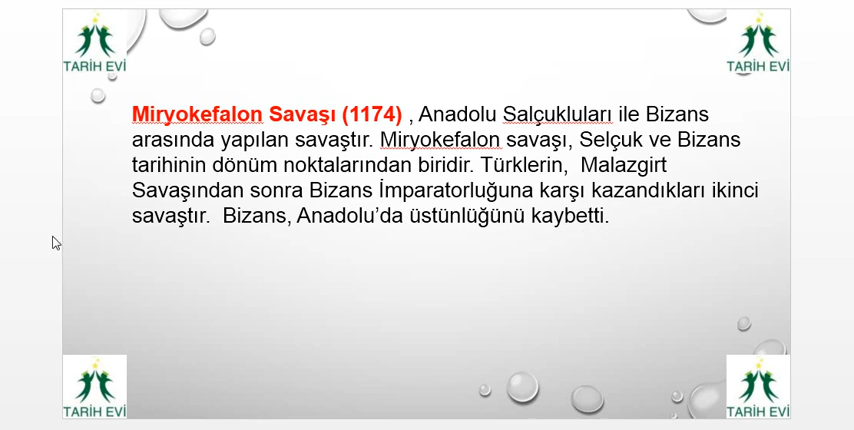 TARİH EVİ
TARİH EVİ
Miryokefalon Savaşı (1174) , Anadolu Salçukluları ile Bizans
arasında yapılan savaştır. Miryokefalon savaşı, Selçuk ve Bizans
tarihinin dönüm noktalarından biridir. Türklerin, Malazgirt
Savaşından sonra Bizans İmparatorluğuna karşı kazandıkları ikinci
savaştır. Bizans, Anadolu’da üstünlüğünü kaybetti.
TARİH EVİ
TARİH EVİ